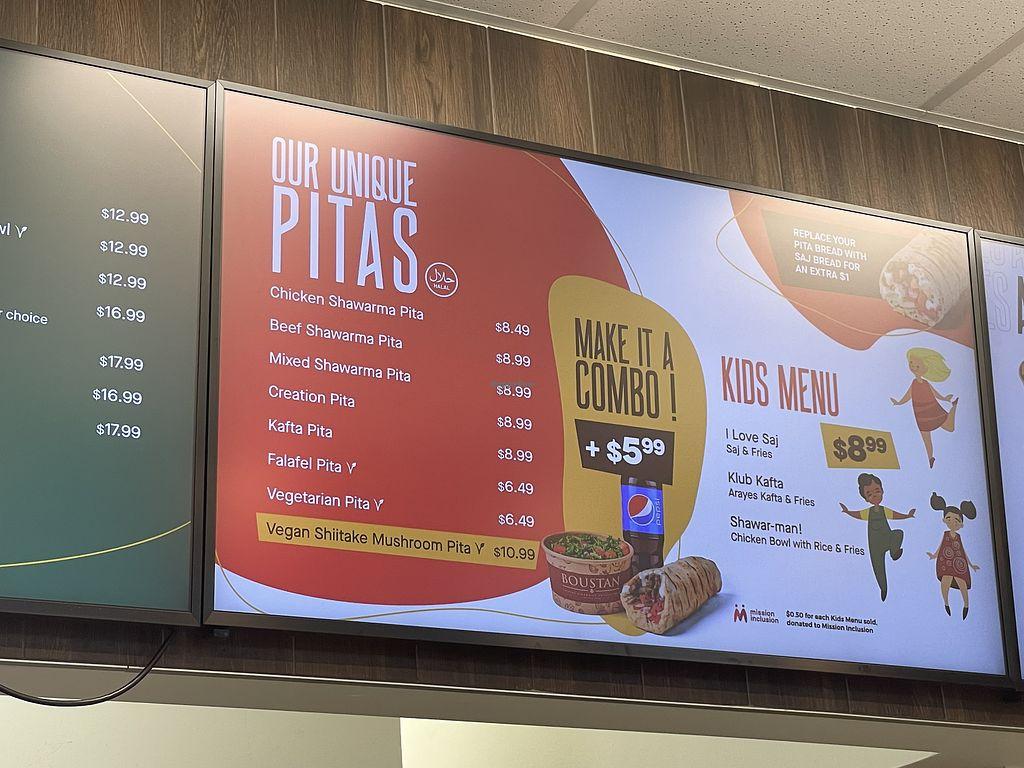 wl
r choice
$12.99
$12.99
$12.99
$16.99
$17.99
$16.99
$17.99
OUR UNIQUE
PITAS
حلال
HALAL
Chicken Shawarma Pita $8.49
Beef Shawarma Pita $8.99
Mixed Shawarma Pita $8.99
Creation Pita $8.99
Kafta Pita $8.99
Falafel Pita $6.49
Vegetarian Pita $6.49
Vegan Shiitake Mushroom Pita $10.99
MAKE IT A
COMBO !
+ $5.99
pepsi
BOUSTAN
REPLACE YOUR
PITA BREAD WITH
SAJ BREAD FOR
AN EXTRA $1
KIDS MENU
$8.99
I Love Saj
Saj & Fries
Klub Kafta
Arayes Kafta & Fries
Shawar-man!
Chicken Bowl with Rice & Fries
mission
inclusion
$0.50 for each Kids Menu sold,
donated to Mission Inclusion